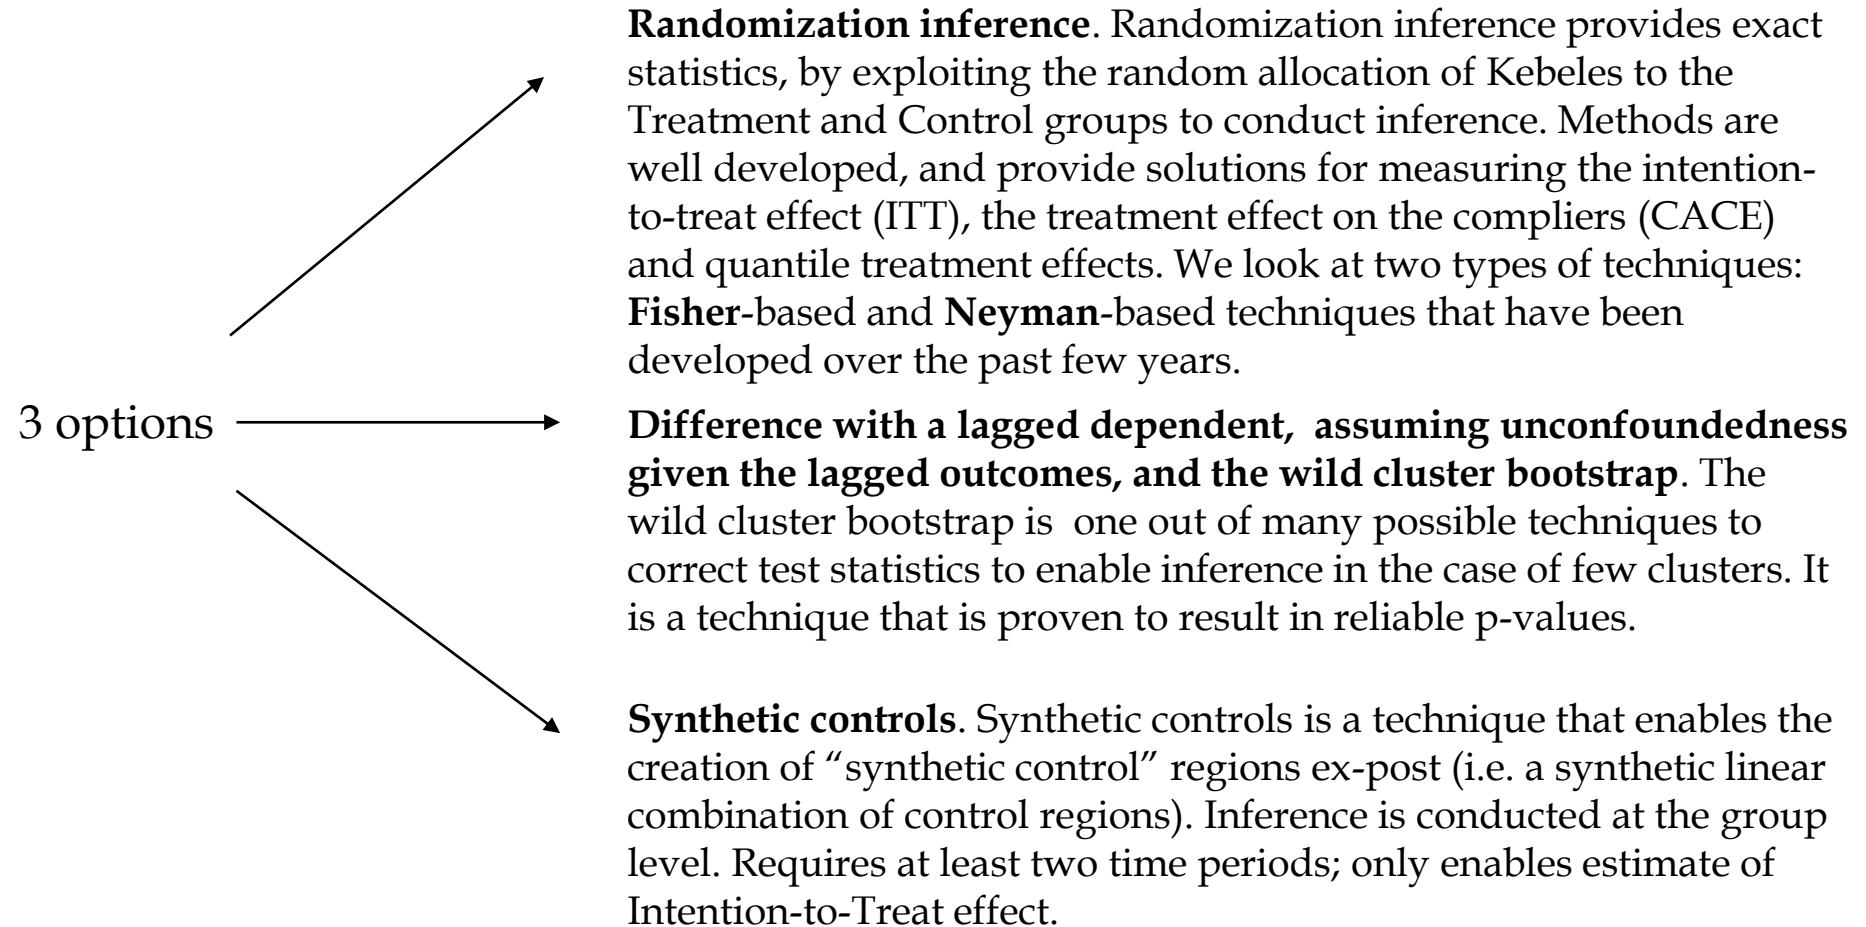 Randomization inference. Randomization inference provides exact
statistics, by exploiting the random allocation of Kebeles to the
Treatment and Control groups to conduct inference. Methods are
well developed, and provide solutions for measuring the intention-
to-treat effect (ITT), the treatment effect on the compliers (CACE)
and quantile treatment effects. We look at two types of techniques:
Fisher-based and Neyman-based techniques that have been
developed over the past few years.
3 options
Difference with a lagged dependent, assuming unconfoundedness
given the lagged outcomes, and the wild cluster bootstrap. The
wild cluster bootstrap is one out of many possible techniques to
correct test statistics to enable inference in the case of few clusters. It
is a technique that is proven to result in reliable p-values.
Synthetic controls. Synthetic controls is a technique that enables the
creation of “synthetic control” regions ex-post (i.e. a synthetic linear
combination of control regions). Inference is conducted at the group
level. Requires at least two time periods; only enables estimate of
Intention-to-Treat effect.